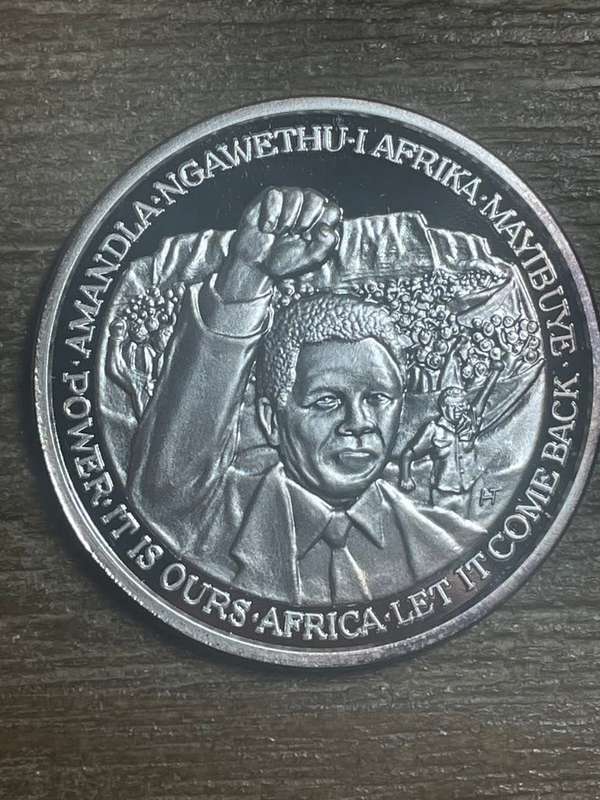 AMANDLA·NGAWETHU·I AFRIKA·MAYIBUYE·
POWER·IT IS OURS·AFRICA·LET IT COME BACK·
HT